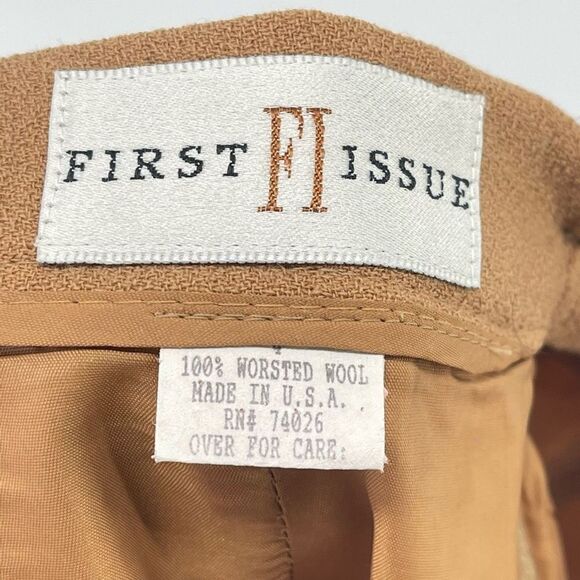 FIRST FI ISSUE
100% WORSTED WOOL
MADE IN U.S.A.
RN# 74026
OVER FOR CARE: